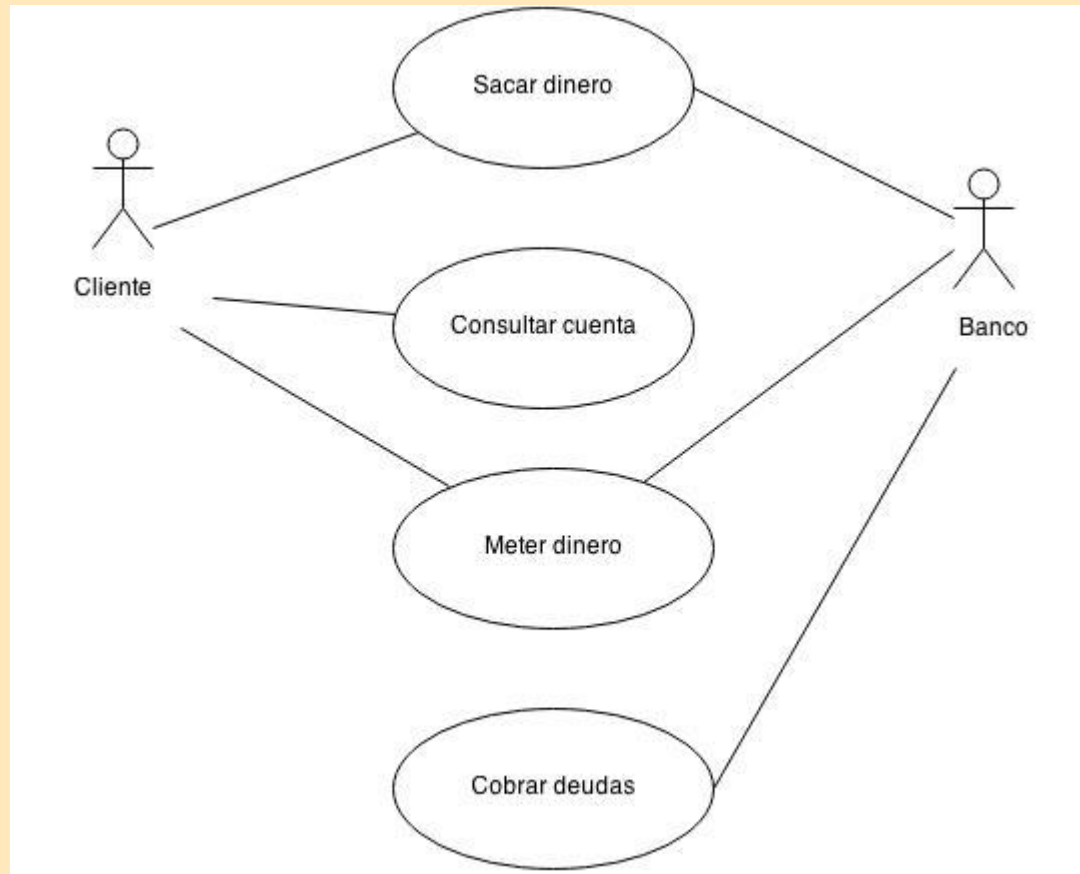 Sacar dinero
Cliente
Consultar cuenta
Banco
Meter dinero
Cobrar deudas